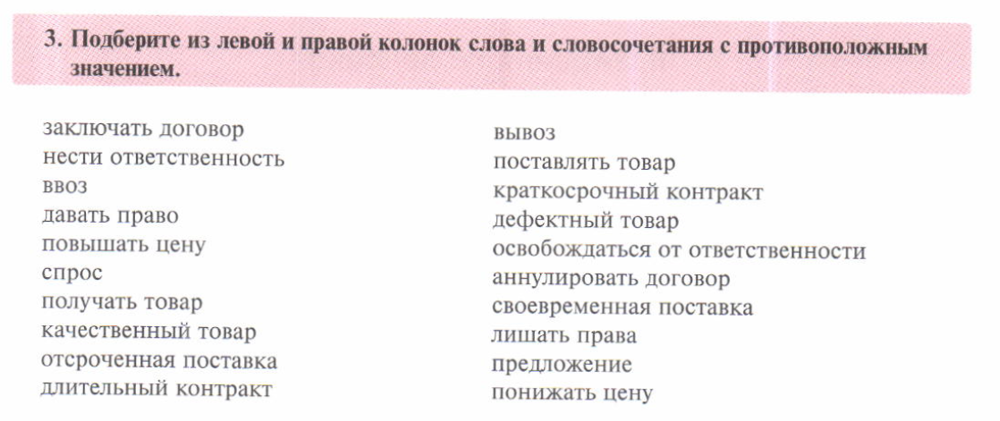 3. Подберите из левой и правой колонок слова и словосочетания с противоположным
значением.
заключать договор
нести ответственность
ввоз
давать право
повышать цену
спрос
получать товар
качественный товар
отсроченная поставка
длительный контракт
вывоз
поставлять товар
краткосрочный контракт
дефектный товар
освобождаться от ответственности
аннулировать договор
своевременная поставка
лишать права
предложение
понижать цену